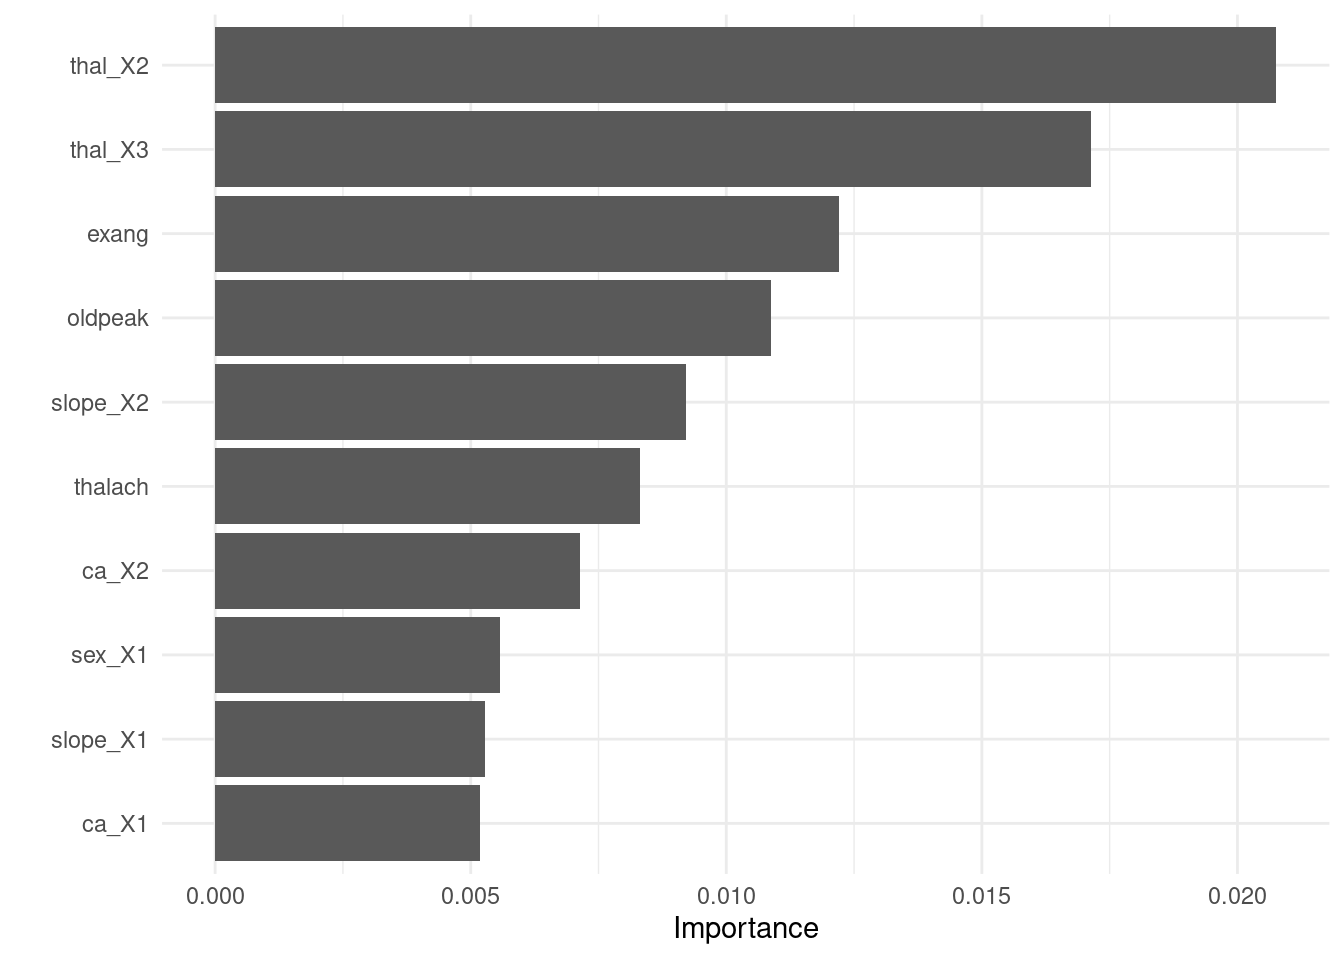 thal_X2
thal_X3
exang
oldpeak
slope_X2
thalach
ca_X2
sex_X1
slope_X1
ca_X1
0.000 0.005 0.010 0.015 0.020
Importance